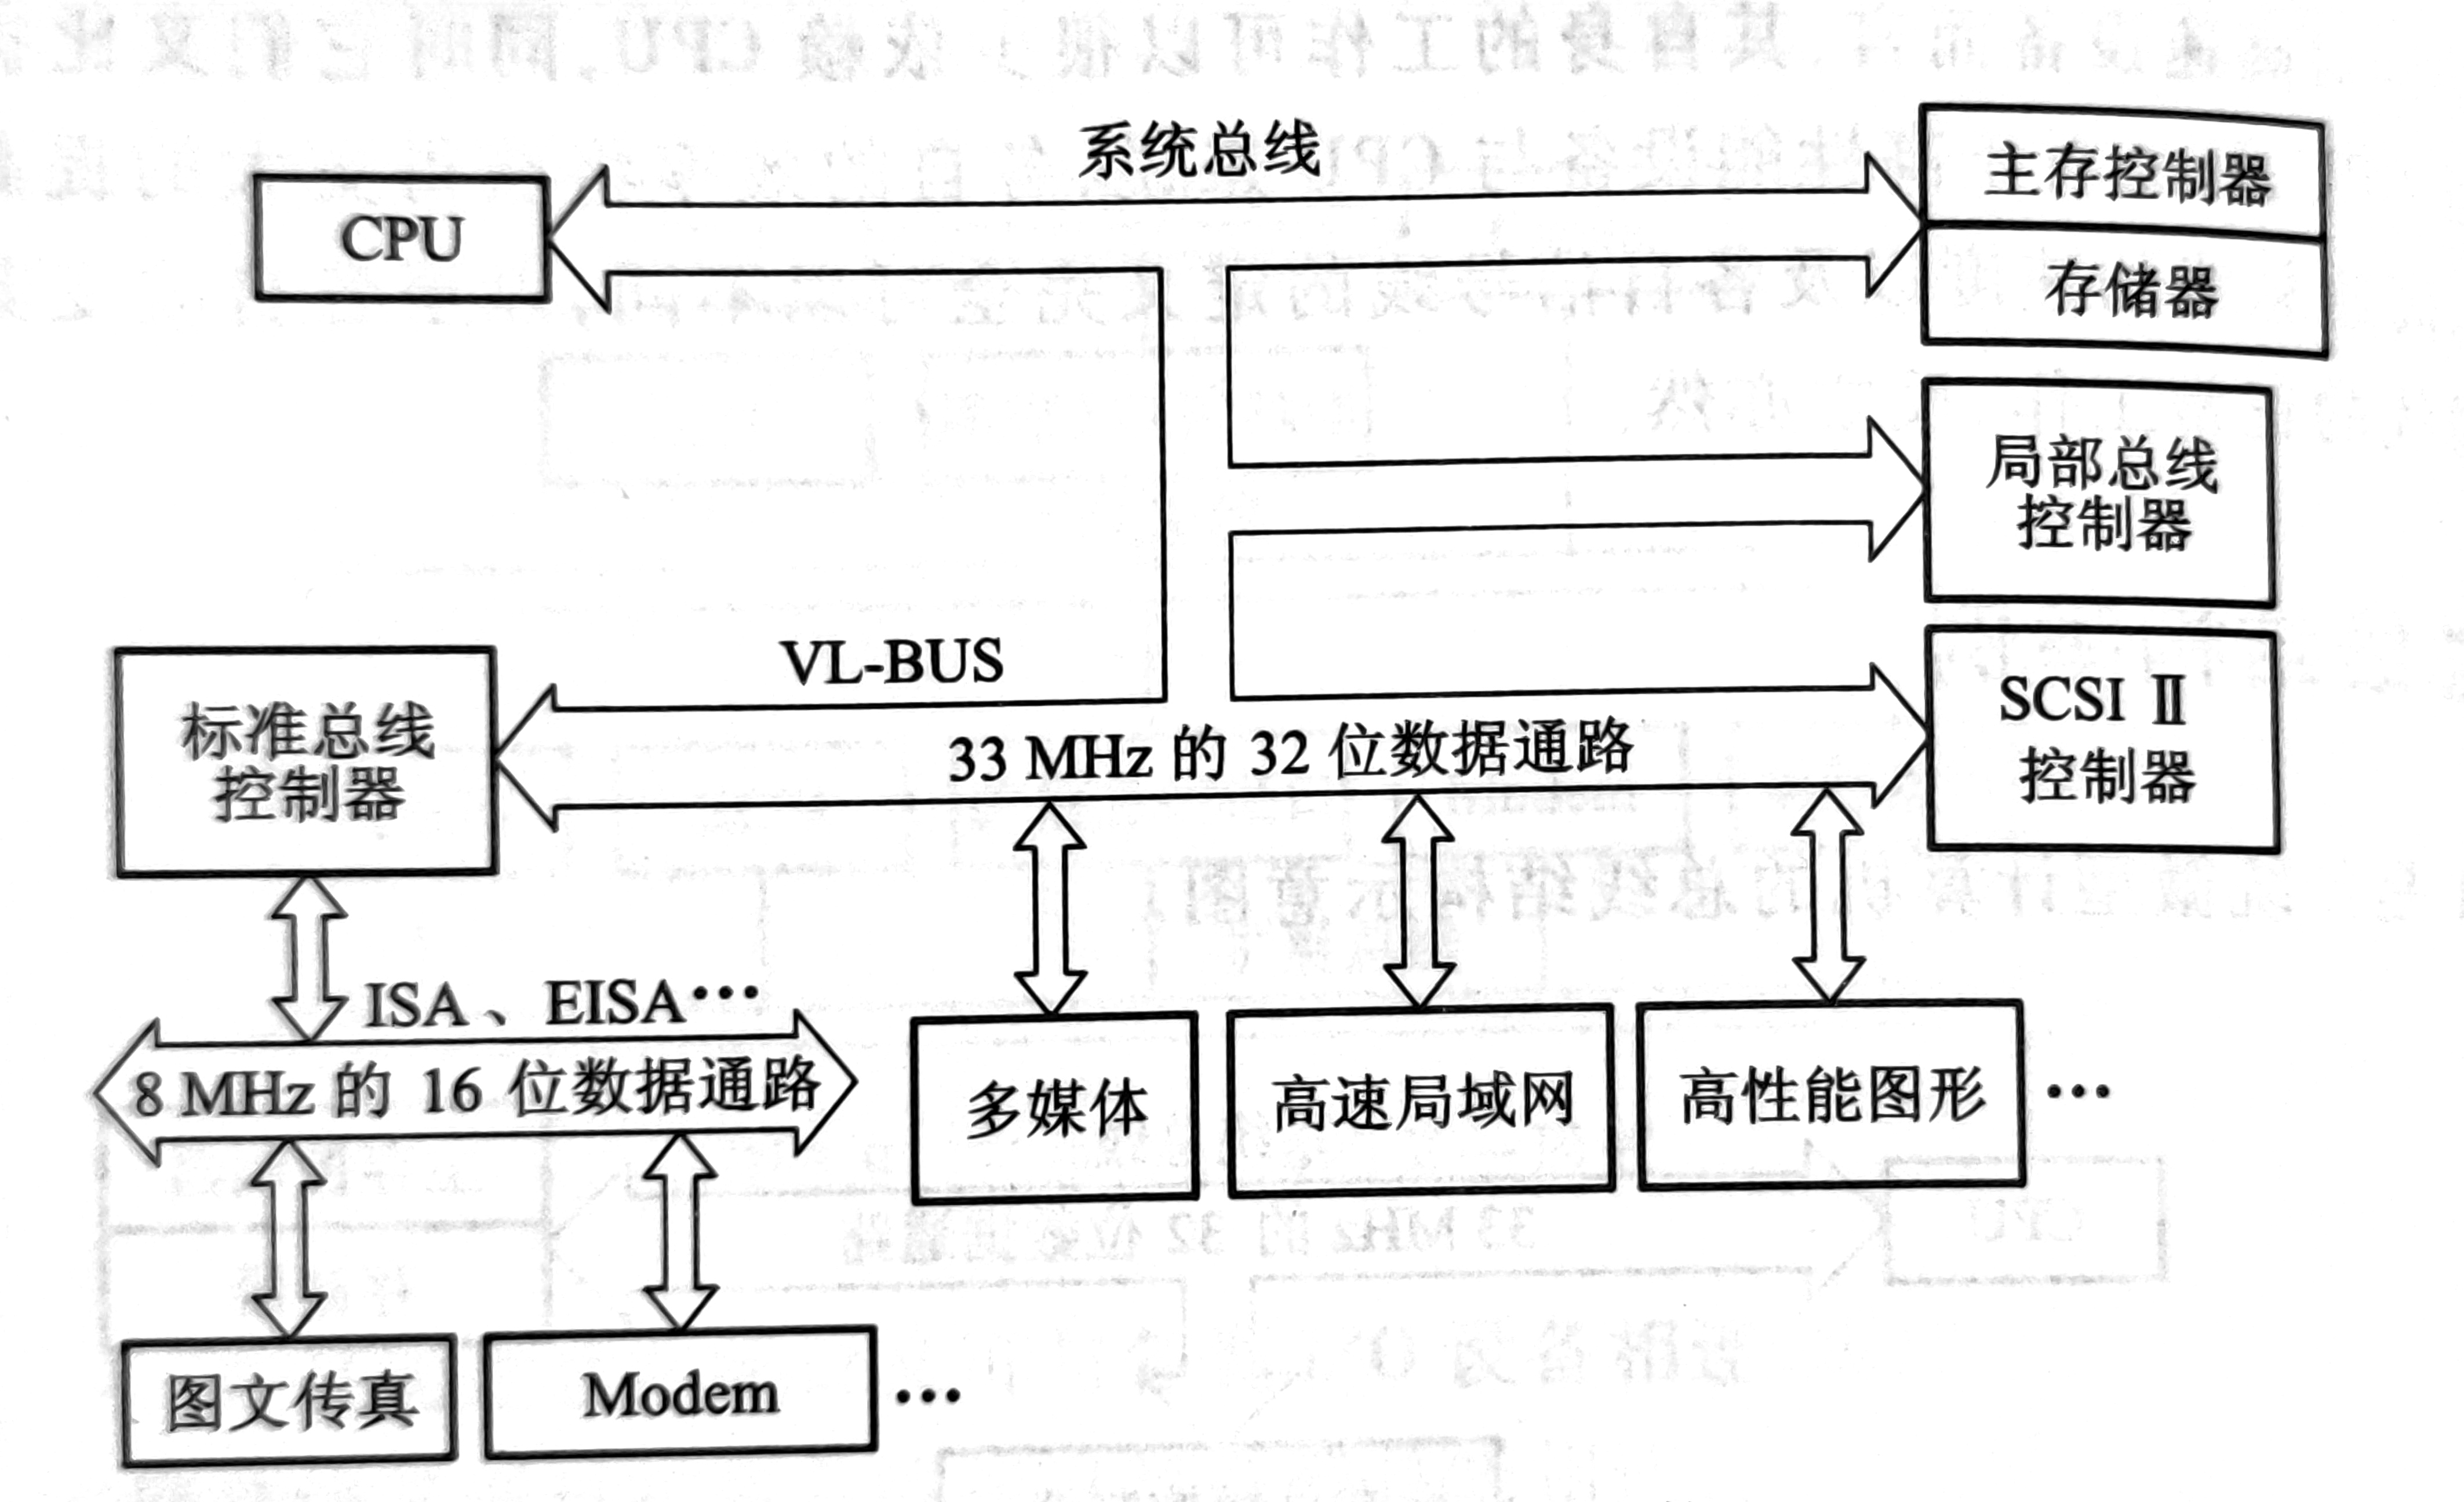 系统总线
CPU
主存控制器
存储器
局部总线
控制器
VL-BUS
标准总线
控制器
33 MHz 的 32 位数据通路
SCSI Ⅱ
控制器
ISA、EISA…
8 MHz 的 16 位数据通路
多媒体
高速局域网
高性能图形
…
图文传真
Modem
…